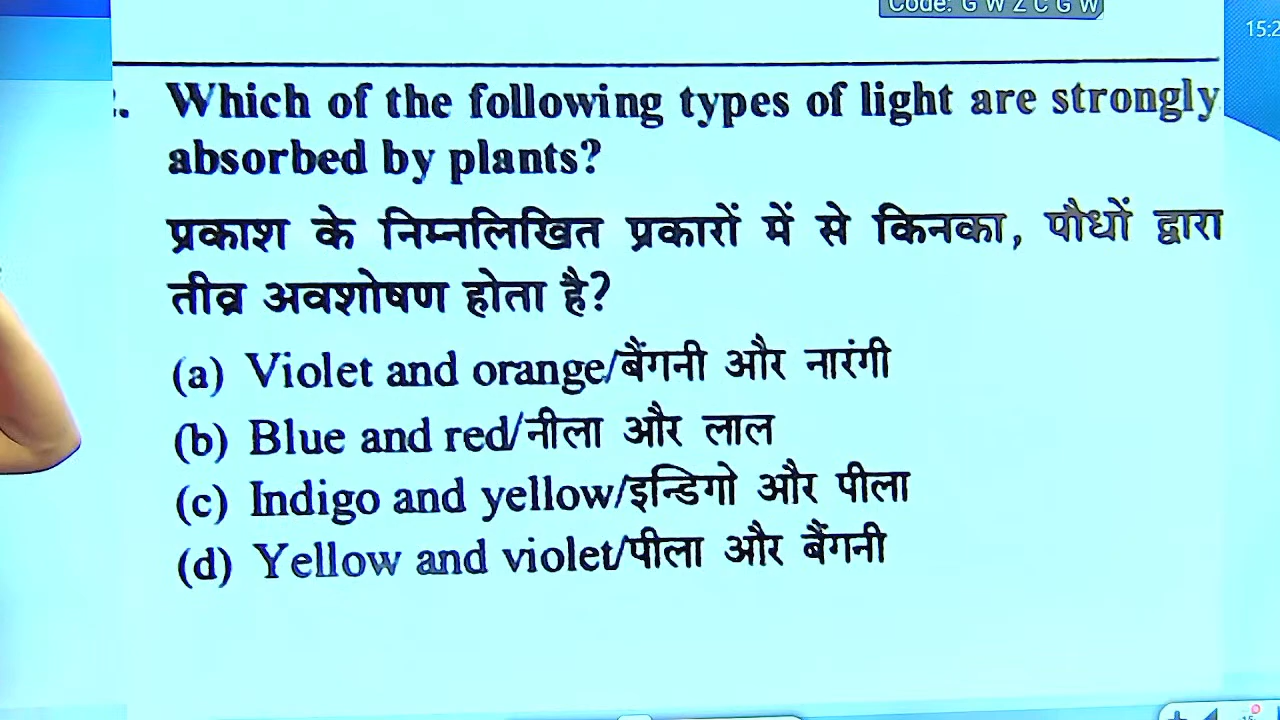 Code: G W Z C G W
15:2
. Which of the following types of light are strongly
absorbed by plants?
प्रकाश के निम्नलिखित प्रकारों में से किनका, पौधों द्वारा
तीव्र अवशोषण होता है?
(a) Violet and orange/बैंगनी और नारंगी
(b) Blue and red/नीला और लाल
(c) Indigo and yellow/इन्डिगो और पीला
(d) Yellow and violet/पीला और बैंगनी